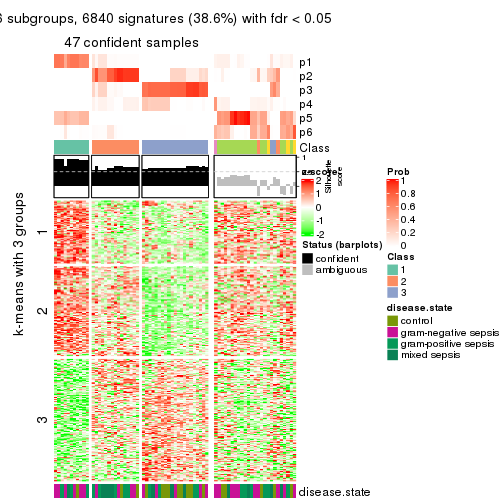 6 subgroups, 6840 signatures (38.6%) with fdr < 0.05
47 confident samples
p1
p2
p3
p4
p5
p6
Class
1
Silhouette
score
z-score
2
1
0
-1
-2
Prob
1
0.8
0.6
0.4
0.2
0
Status (barplots)
confident
ambiguous
Class
1
2
3
disease.state
control
gram-negative sepsis
gram-positive sepsis
mixed sepsis
k-means with 3 groups
1
2
3
disease.state